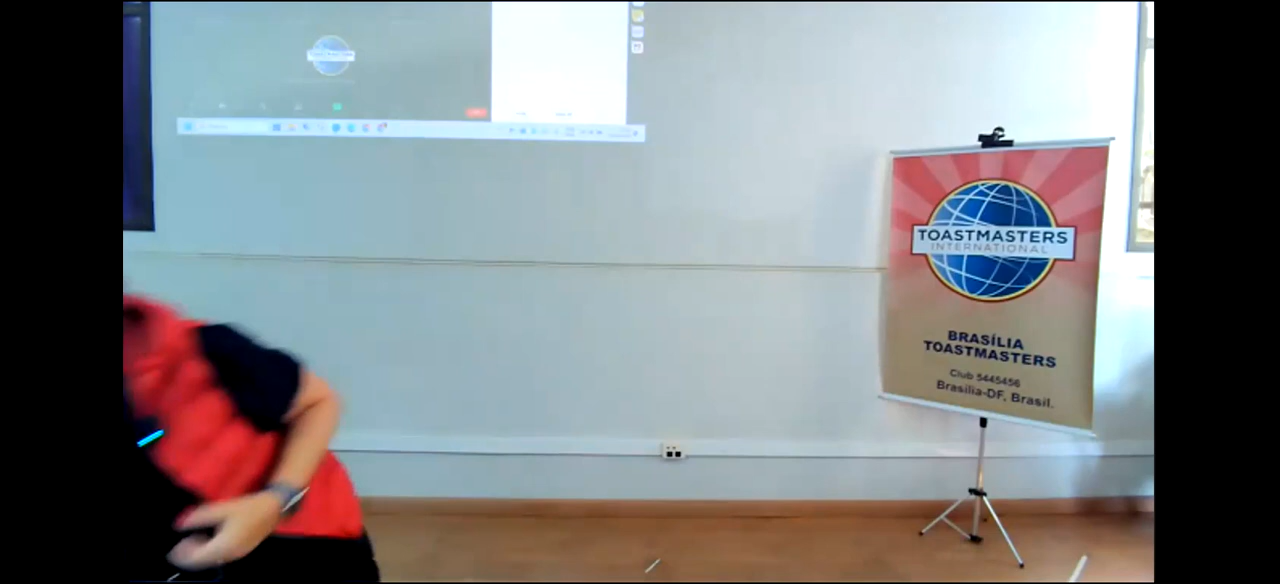 TOASTMASTERS
INTERNATIONAL
BRASÍLIA
TOASTMASTERS
Club 5445456
Brasília-DF, Brasil.